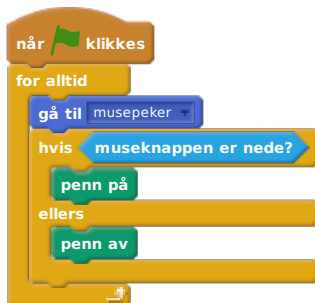 når klikkes
for alltid
gå til musepeker
hvis museknappen er nede?
penn på
ellers
penn av